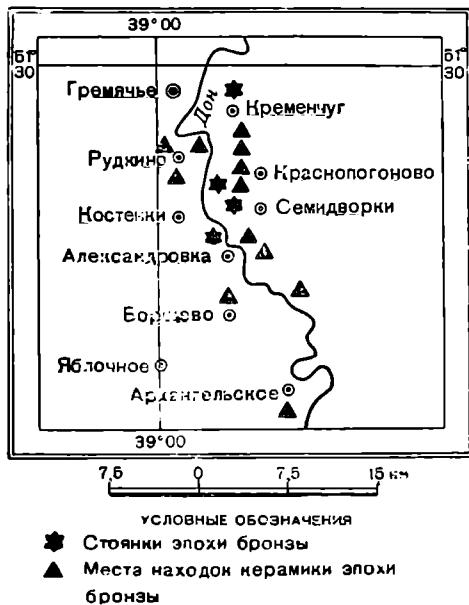 39°00
51°
30
51°
30
Гремячье
Дон
Кременчуг
Рудкино
Краснопогоново
Костенки
Семидворки
Александровка
Борщово
Яблочное
Архангельское
39°00
7,5 0 7,5 15 км
УСЛОВНЫЕ ОБОЗНАЧЕНИЯ
Стоянки эпохи бронзы
Места находок керамики эпохи
бронзы